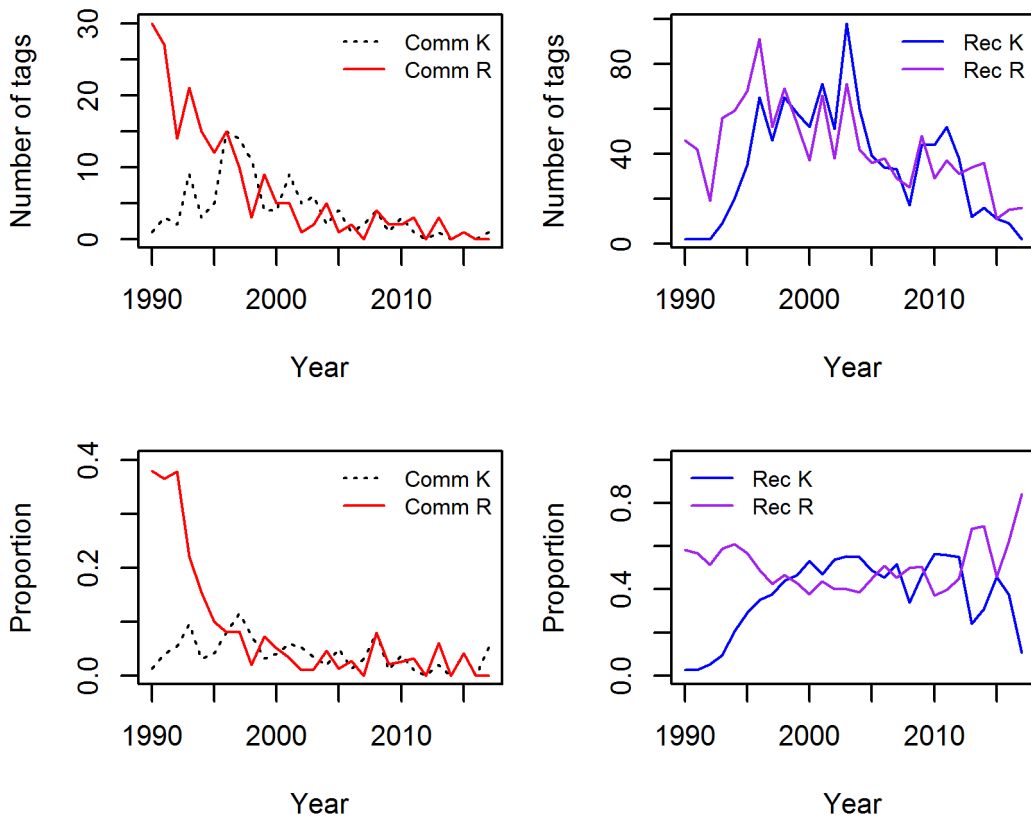 Number of tags
30
20
10
0
Comm K
Comm R
1990
2000
2010
Year
Number of tags
80
40
0
Rec K
Rec R
1990
2000
2010
Year
Proportion
0.4
0.2
0.0
Comm K
Comm R
1990
2000
2010
Year
Proportion
0.8
0.4
0.0
Rec K
Rec R
1990
2000
2010
Year